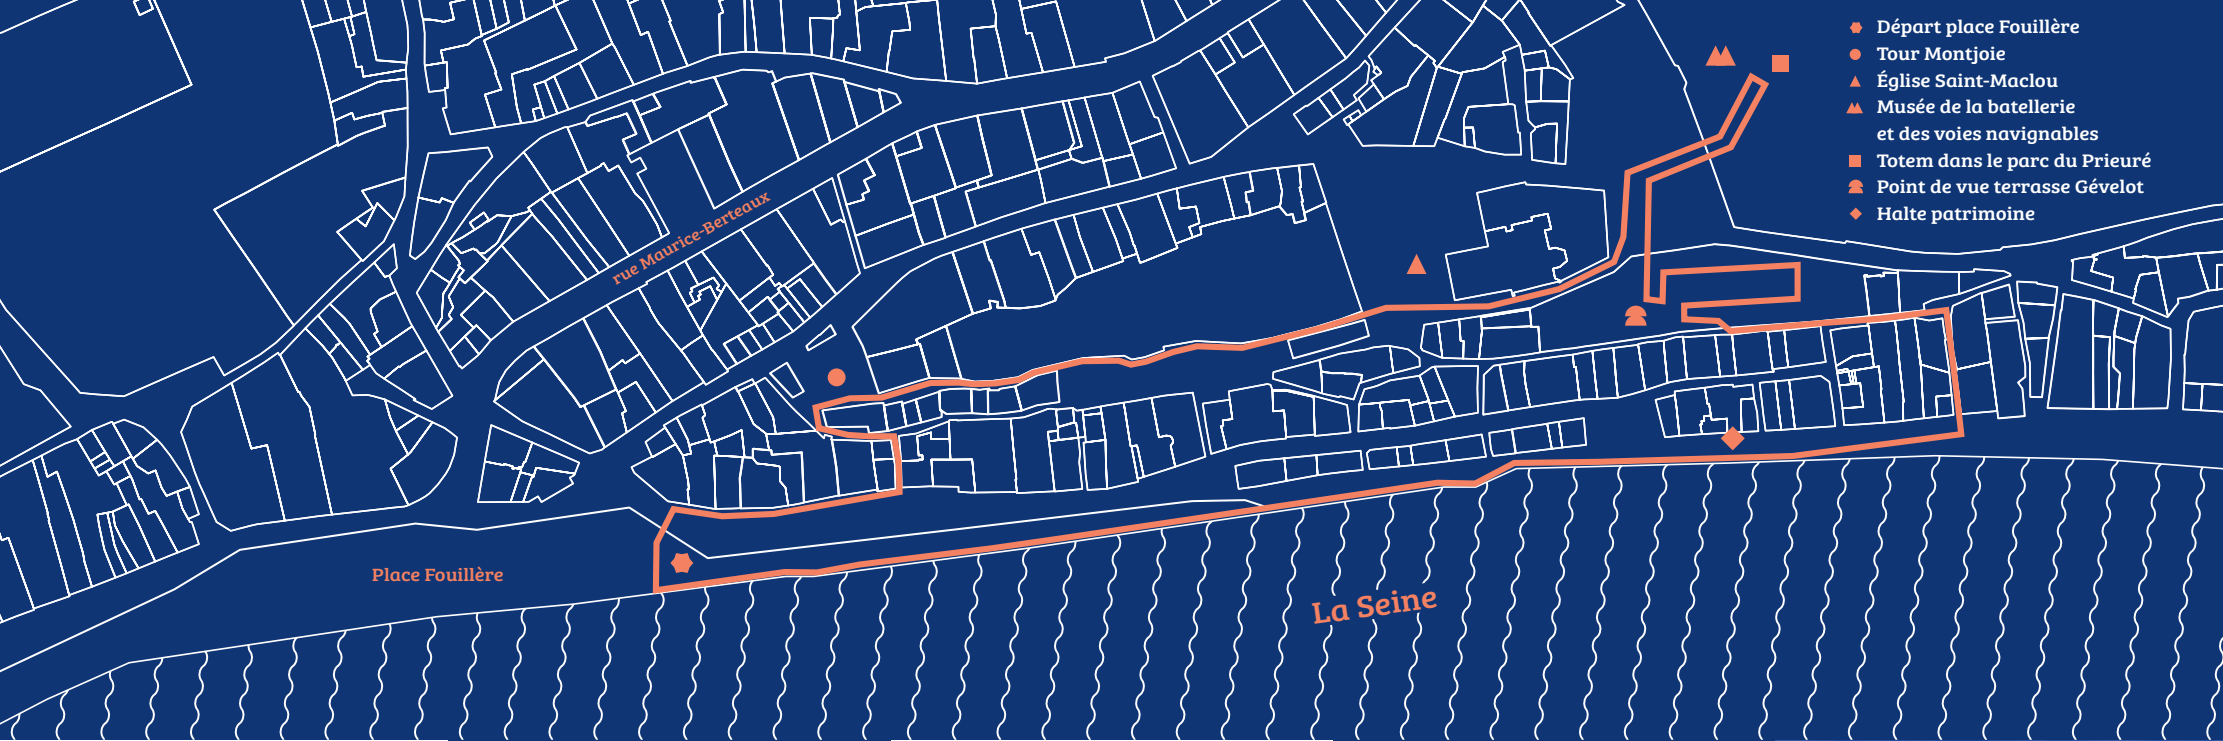 Départ place Fouillère
Tour Montjoie
Église Saint-Maclou
Musée de la batellerie
et des voies navignables
Totem dans le parc du Prieuré
Point de vue terrasse Gévelot
Halte patrimoine
rue Maurice-Berteaux
Place Fouillère
La Seine